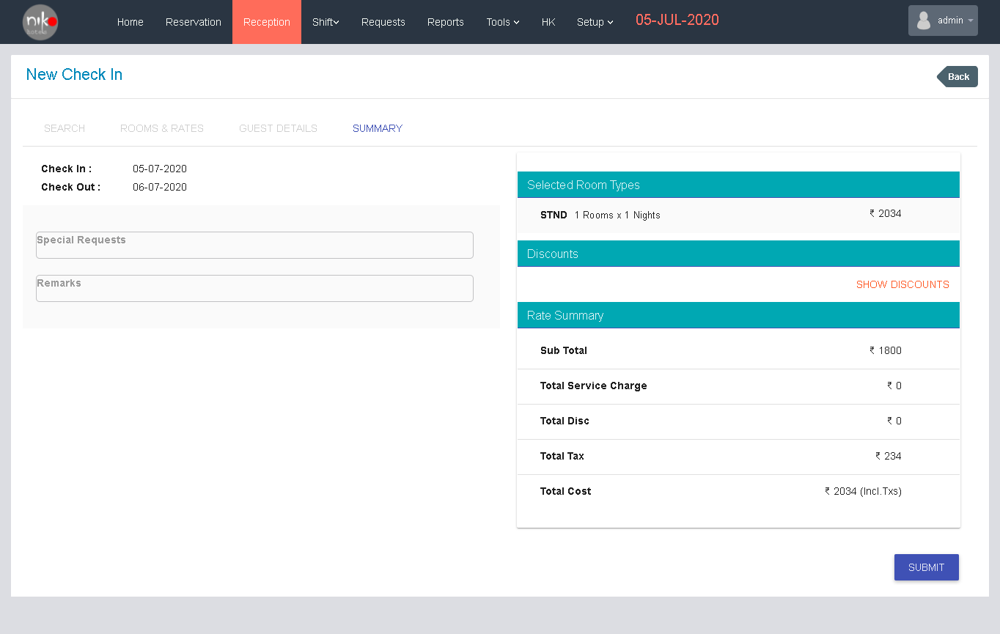 niko
hotels
Home Reservation Reception Shift Requests Reports Tools HK Setup 05-JUL-2020 admin
New Check In
Back
SEARCH ROOMS & RATES GUEST DETAILS SUMMARY
Check In : 05-07-2020
Check Out : 06-07-2020
Special Requests
Remarks
Selected Room Types
STND 1 Rooms x 1 Nights ₹ 2034
Discounts
SHOW DISCOUNTS
Rate Summary
Sub Total ₹ 1800
Total Service Charge ₹ 0
Total Disc ₹ 0
Total Tax ₹ 234
Total Cost ₹ 2034 (Incl.Txs)
SUBMIT